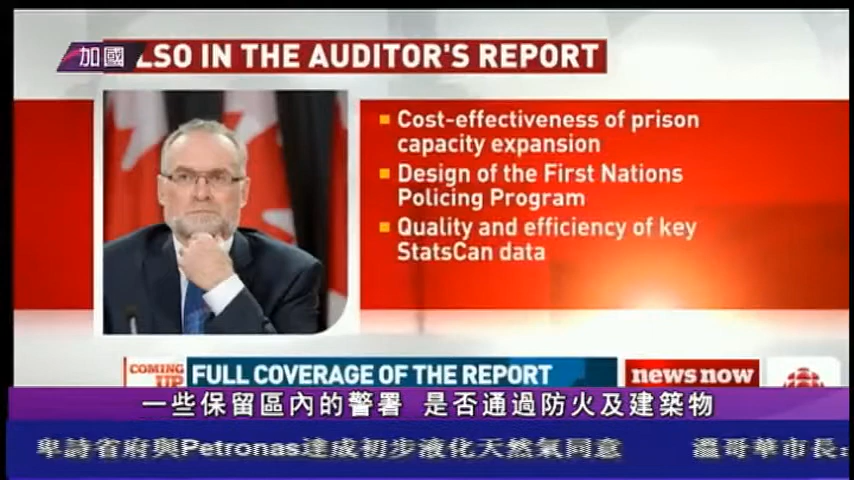 加國
LSO IN THE AUDITOR'S REPORT
Cost-effectiveness of prison
capacity expansion
Design of the First Nations
Policing Program
Quality and efficiency of key
StatsCan data
COMING
UP
FULL COVERAGE OF THE REPORT
news now
一些保留區內的警署 是否通過防火及建築物
卑詩省府與Petronas達成初步液化天然氣同意 溫哥華市長